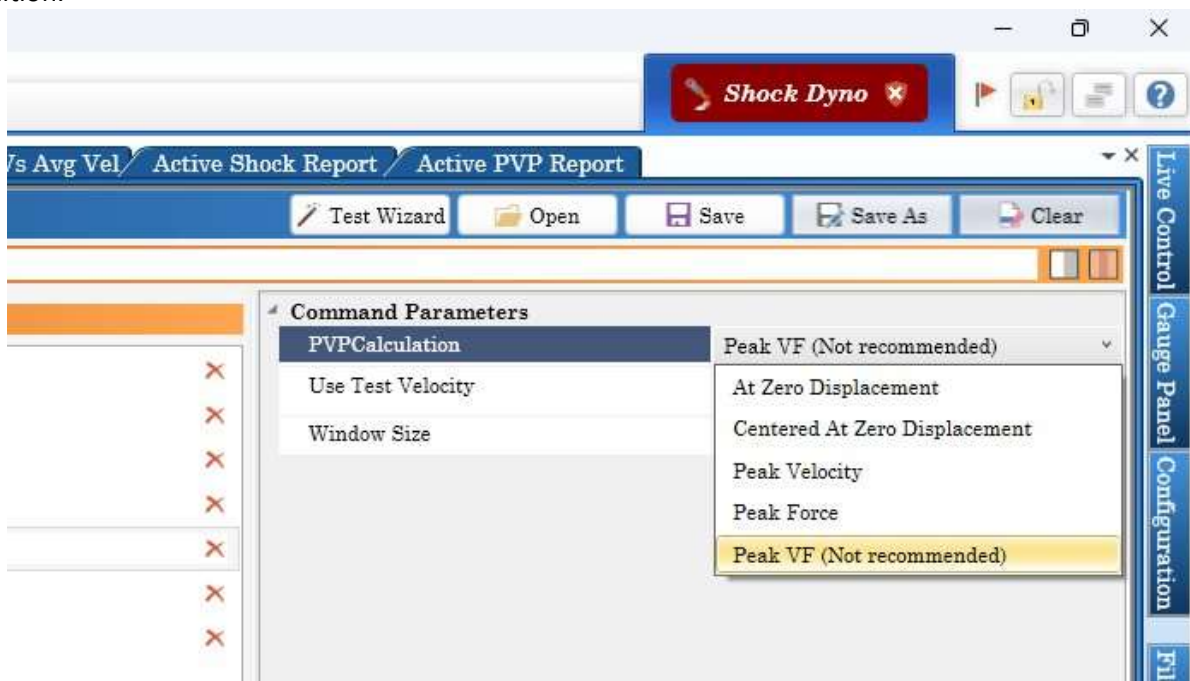 Shock Dyno
Vs Avg Vel Active Shock Report Active PVP Report
Test Wizard Open Save Save As Clear
Command Parameters
PVPCalculation Peak VF (Not recommended)
Use Test Velocity
Window Size
At Zero Displacement
Centered At Zero Displacement
Peak Velocity
Peak Force
Peak VF (Not recommended)
Live Control
Gauge Panel
Configuration
Fil